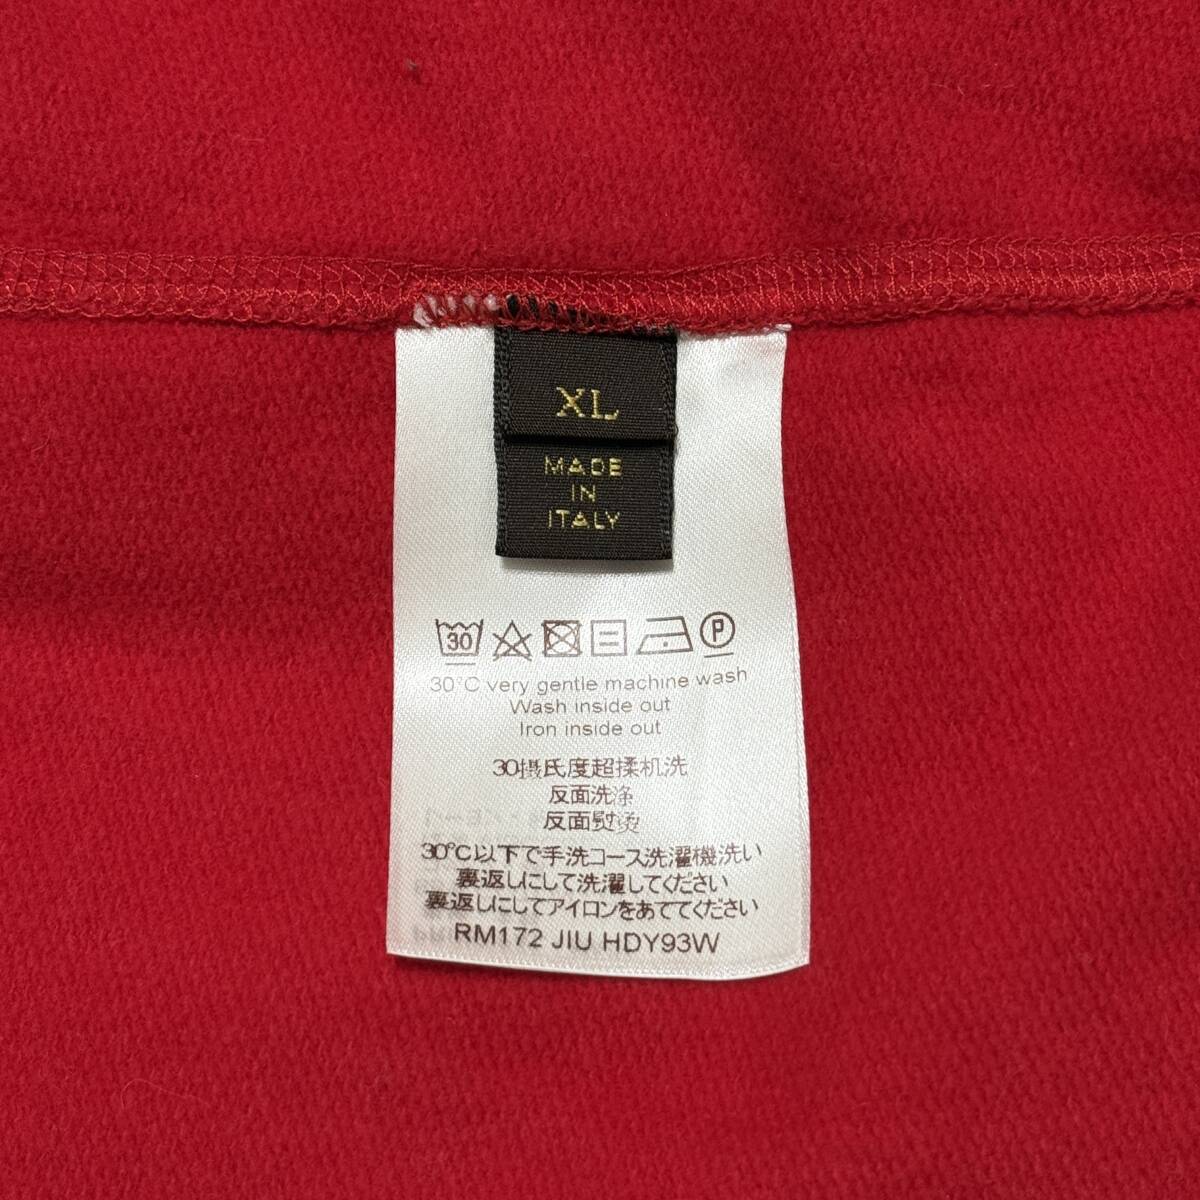 XL
MADE
IN
ITALY
30
P
30°C very gentle machine wash
Wash inside out
Iron inside out
30摄氏度超揉机洗
反面洗涤
反面熨烫
30°C以下で手洗コース洗濯機洗い
裏返しにして洗濯してください
裏返しにしてアイロンをあててください
RM172 JIU HDY93W